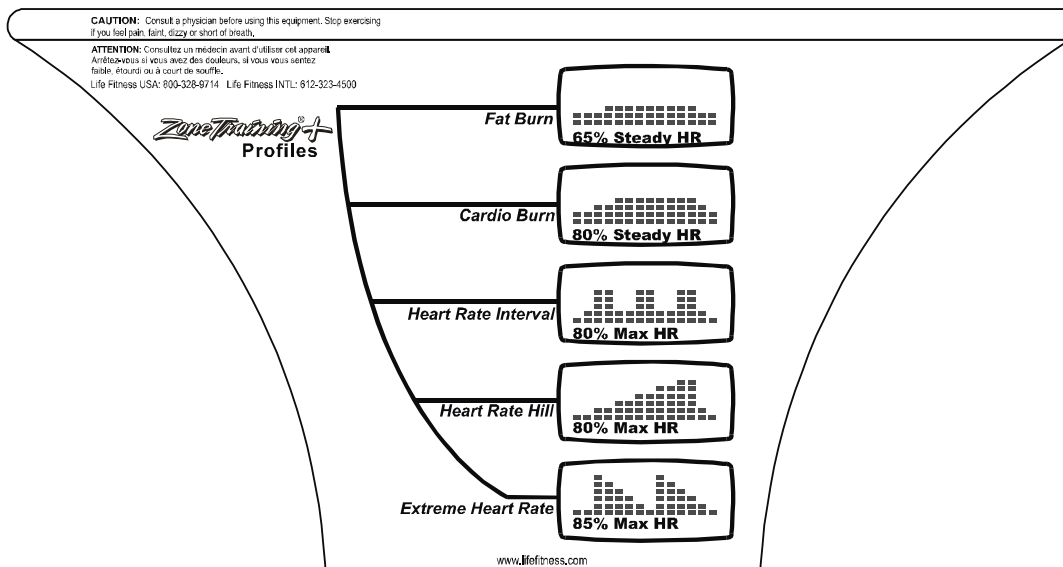 CAUTION: Consult a physician before using this equipment. Stop exercising
if you feel pain, faint, dizzy or short of breath.
ATTENTION: Consultez un médecin avant d'utiliser cet appareil.
Arrêtez-vous si vous avez des douleurs, si vous vous sentez
faible, étourdi ou à court de souffle.
Life Fitness USA: 800-328-9714 Life Fitness INTL: 612-323-4500
ZoneTraining®+
Profiles
Fat Burn
65% Steady HR
Cardio Burn
80% Steady HR
Heart Rate Interval
80% Max HR
Heart Rate Hill
80% Max HR
Extreme Heart Rate
85% Max HR
www.lifefitness.com